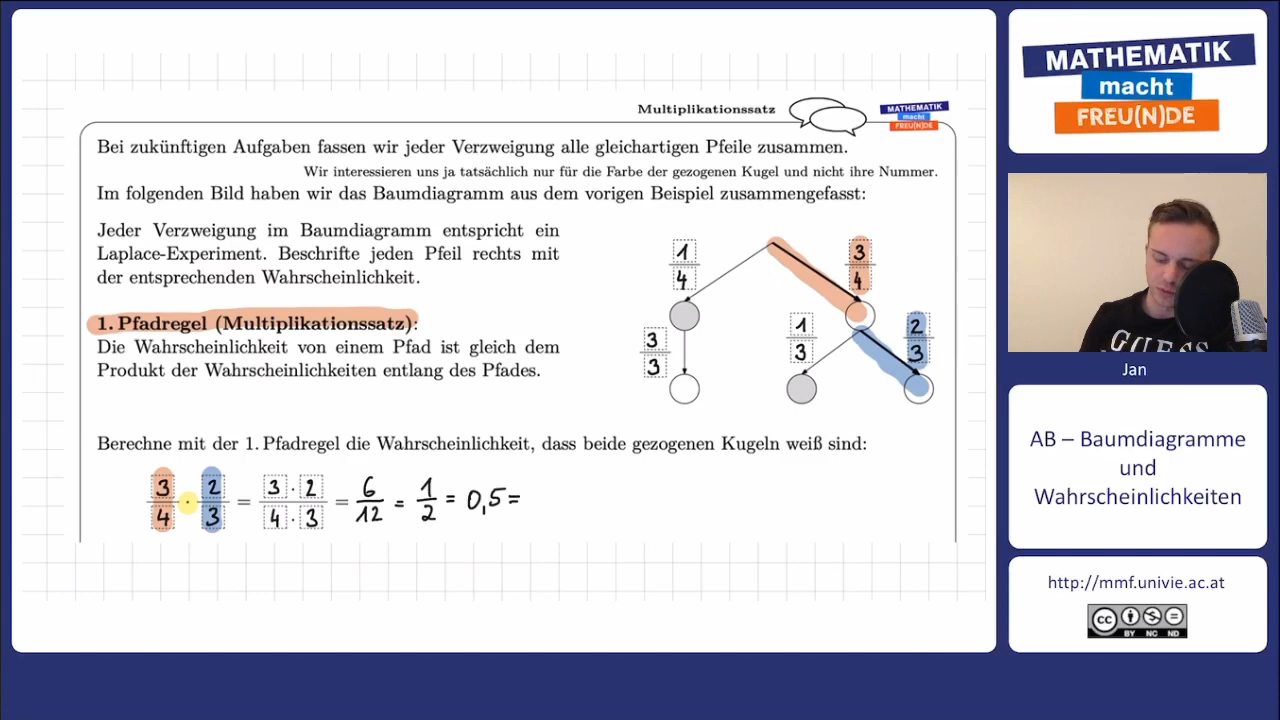 Multiplikationssatz
MATHEMATIK
macht
FREU(N)DE
Bei zukünftigen Aufgaben fassen wir jeder Verzweigung alle gleichartigen Pfeile zusammen.
Wir interessieren uns ja tatsächlich nur für die Farbe der gezogenen Kugel und nicht ihre Nummer.
Im folgenden Bild haben wir das Baumdiagramm aus dem vorigen Beispiel zusammengefasst:
Jeder Verzweigung im Baumdiagramm entspricht ein
Laplace-Experiment. Beschrifte jeden Pfeil rechts mit
der entsprechenden Wahrscheinlichkeit.
1. Pfadregel (Multiplikationssatz):
Die Wahrscheinlichkeit von einem Pfad ist gleich dem
Produkt der Wahrscheinlichkeiten entlang des Pfades.
1/4
3/4
3/3
1/3
2/3
Berechne mit der 1. Pfadregel die Wahrscheinlichkeit, dass beide gezogenen Kugeln weiß sind:
3/4 · 2/3 = 3 · 2 / 4 · 3 = 6/12 = 1/2 = 0,5 =
MATHEMATIK
macht
FREU(N)DE
GUESS
Jan
AB – Baumdiagramme
und
Wahrscheinlichkeiten
http://mmf.univie.ac.at
cc
BY NC ND